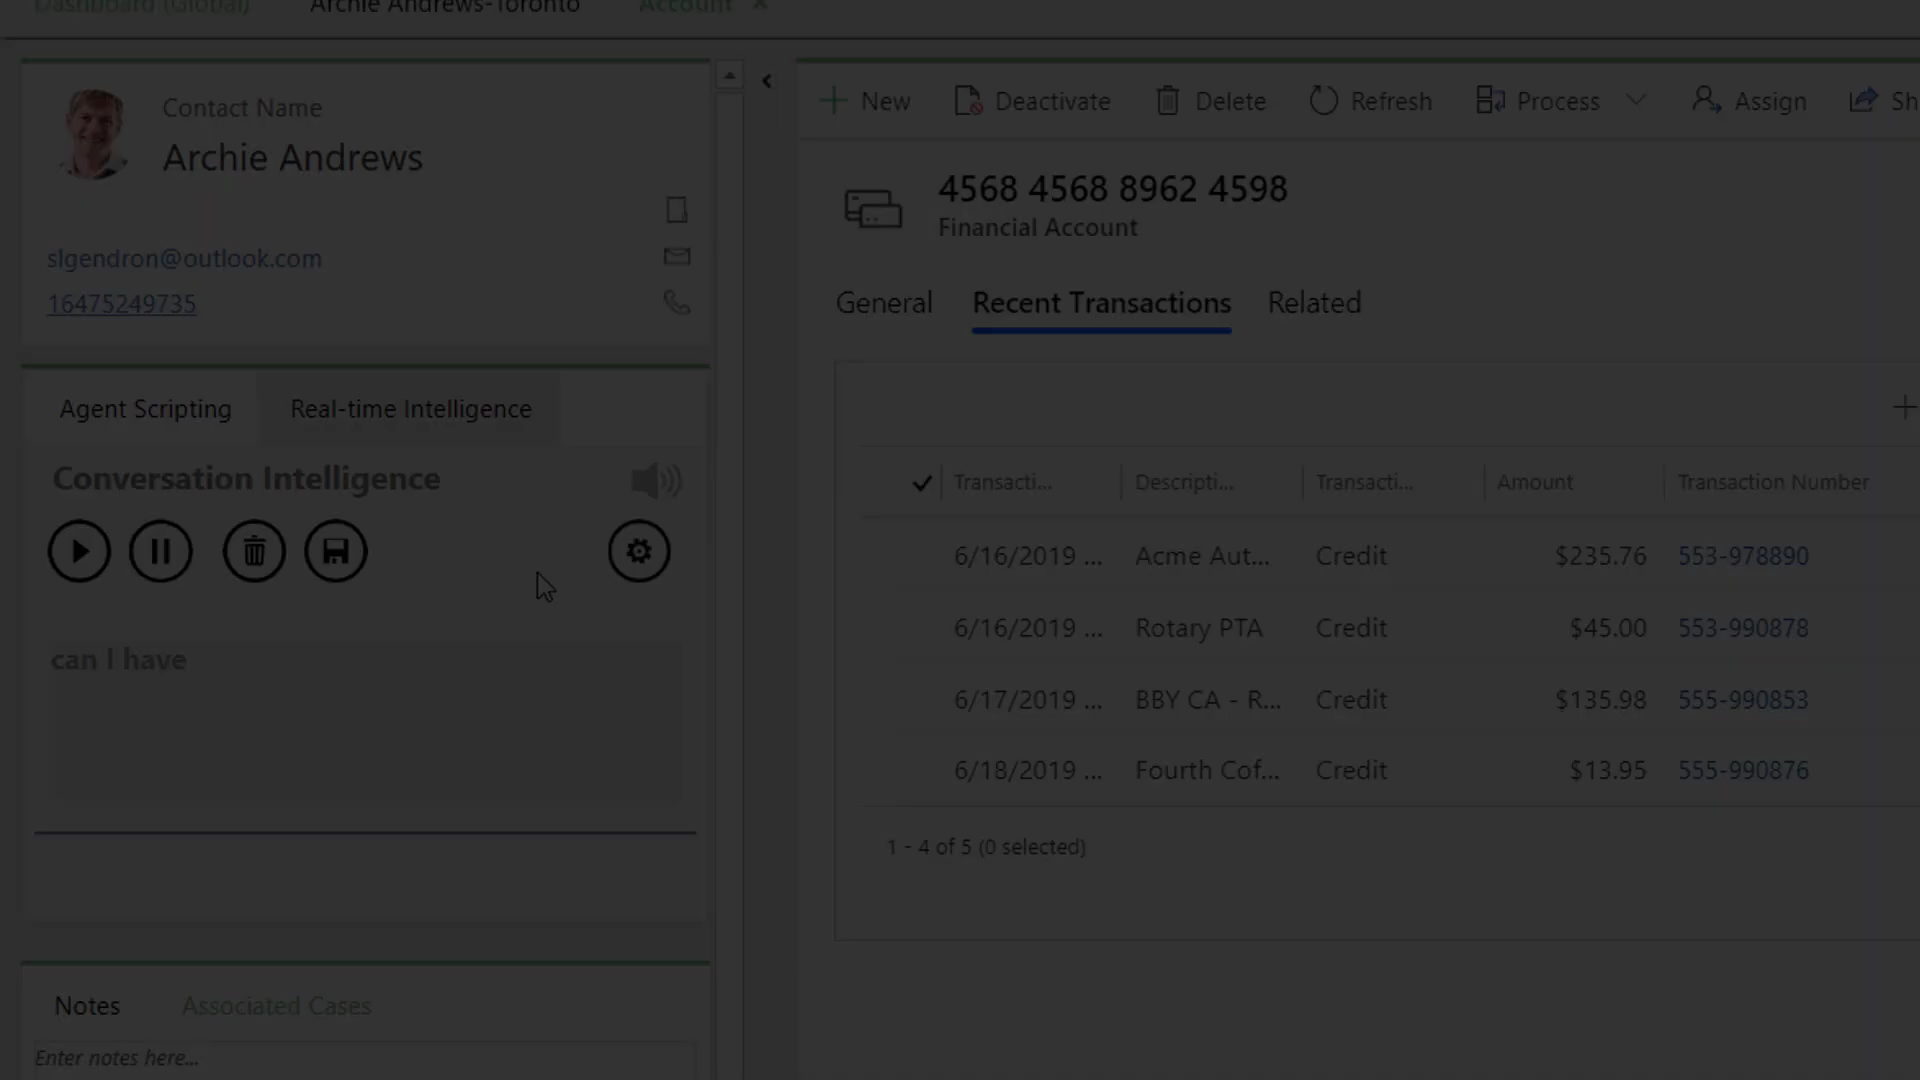 Dashboard (Global) Archie Andrews-Toronto Account x
Contact Name
Archie Andrews
slgendron@outlook.com
16475249735
Agent Scripting Real-time Intelligence
Conversation Intelligence
can I have
Notes Associated Cases
Enter notes here...
New Deactivate Delete Refresh Process Assign Sh
4568 4568 8962 4598
Financial Account
General Recent Transactions Related
Transacti... Descripti... Transacti... Amount Transaction Number
6/16/2019 ... Acme Aut... Credit $235.76 553-978890
6/16/2019 ... Rotary PTA Credit $45.00 553-990878
6/17/2019 ... BBY CA - R... Credit $135.98 555-990853
6/18/2019 ... Fourth Cof... Credit $13.95 555-990876
1 - 4 of 5 (0 selected)